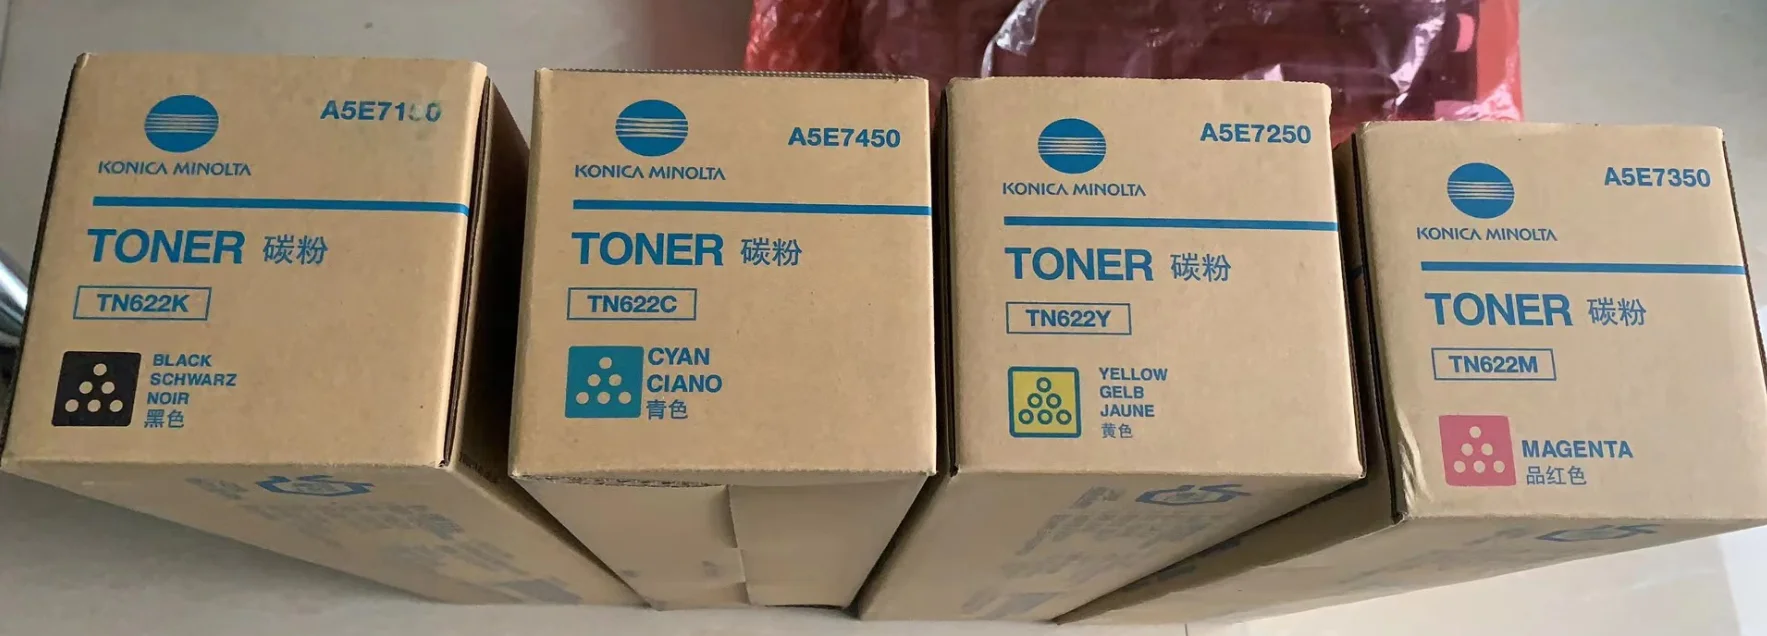 A5E7150
KONICA MINOLTA
TONER 碳粉
TN622K
BLACK
SCHWARZ
NOIR
黑色
A5E7450
KONICA MINOLTA
TONER 碳粉
TN622C
CYAN
CIANO
青色
A5E7250
KONICA MINOLTA
TONER 碳粉
TN622Y
YELLOW
GELB
JAUNE
黄色
A5E7350
KONICA MINOLTA
TONER 碳粉
TN622M
MAGENTA
品红色